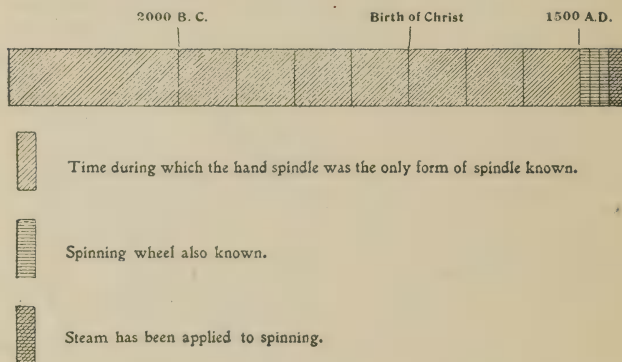 2000 B. C. Birth of Christ 1500 A.D.
Time during which the hand spindle was the only form of spindle known.
Spinning wheel also known.
Steam has been applied to spinning.